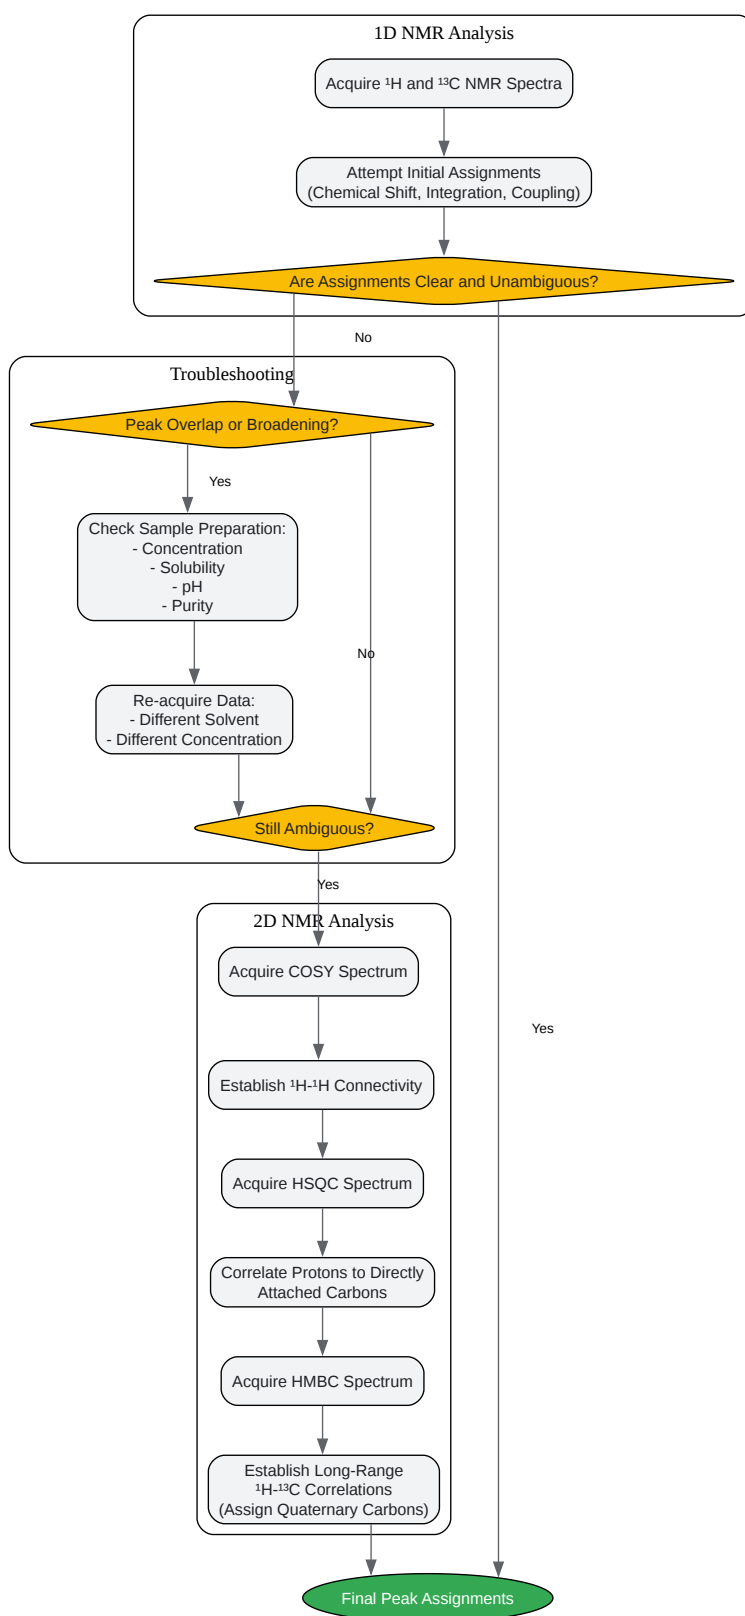 1D NMR Analysis
Acquire ¹H and ¹³C NMR Spectra
Attempt Initial Assignments
(Chemical Shift, Integration, Coupling)
Are Assignments Clear and Unambiguous?
No
Troubleshooting
Peak Overlap or Broadening?
Yes
Check Sample Preparation:
- Concentration
- Solubility
- pH
- Purity
No
Re-acquire Data:
- Different Solvent
- Different Concentration
Still Ambiguous?
Yes
2D NMR Analysis
Acquire COSY Spectrum
Yes
Establish ¹H-¹H Connectivity
Acquire HSQC Spectrum
Correlate Protons to Directly
Attached Carbons
Acquire HMBC Spectrum
Establish Long-Range
¹H-¹³C Correlations
(Assign Quaternary Carbons)
Final Peak Assignments